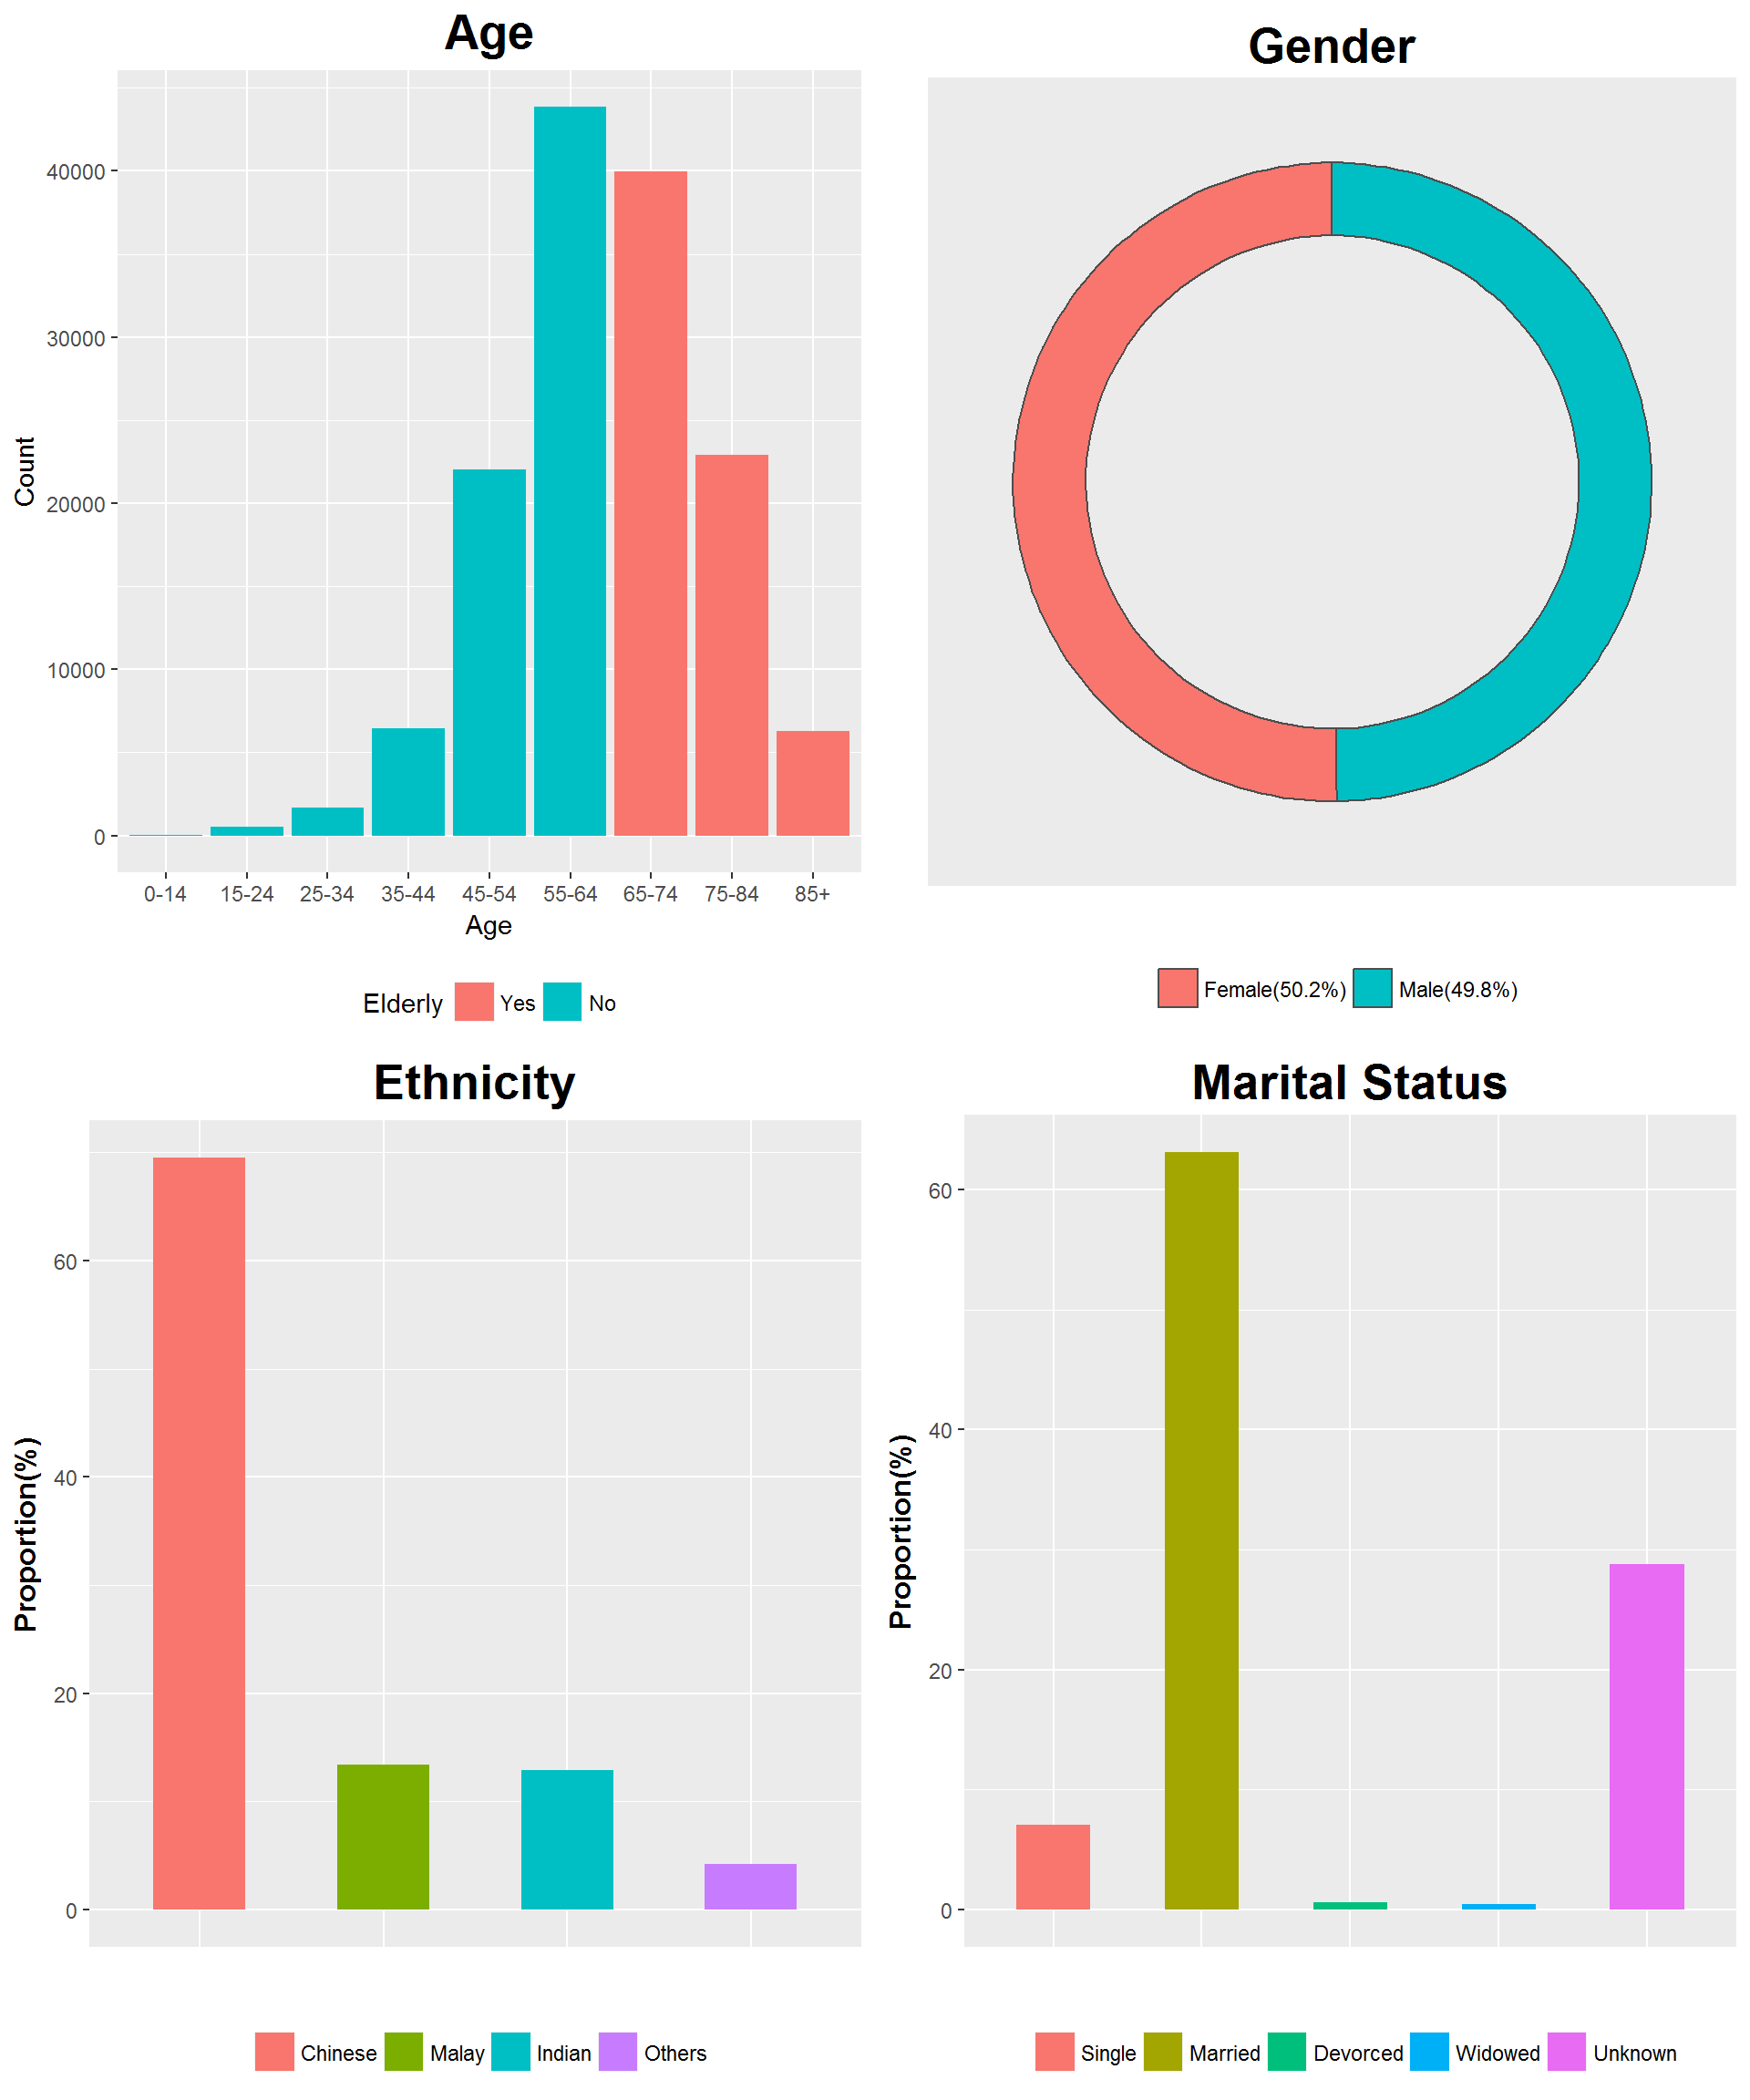 Age
Count
40000
30000
20000
10000
0
0-14 15-24 25-34 35-44 45-54 55-64 65-74 75-84 85+
Age
Elderly Yes No
Gender
Female(50.2%) Male(49.8%)
Ethnicity
Proportion(%)
60
40
20
0
Chinese Malay Indian Others
Marital Status
Proportion(%)
60
40
20
0
Single Married Devorced Widowed Unknown